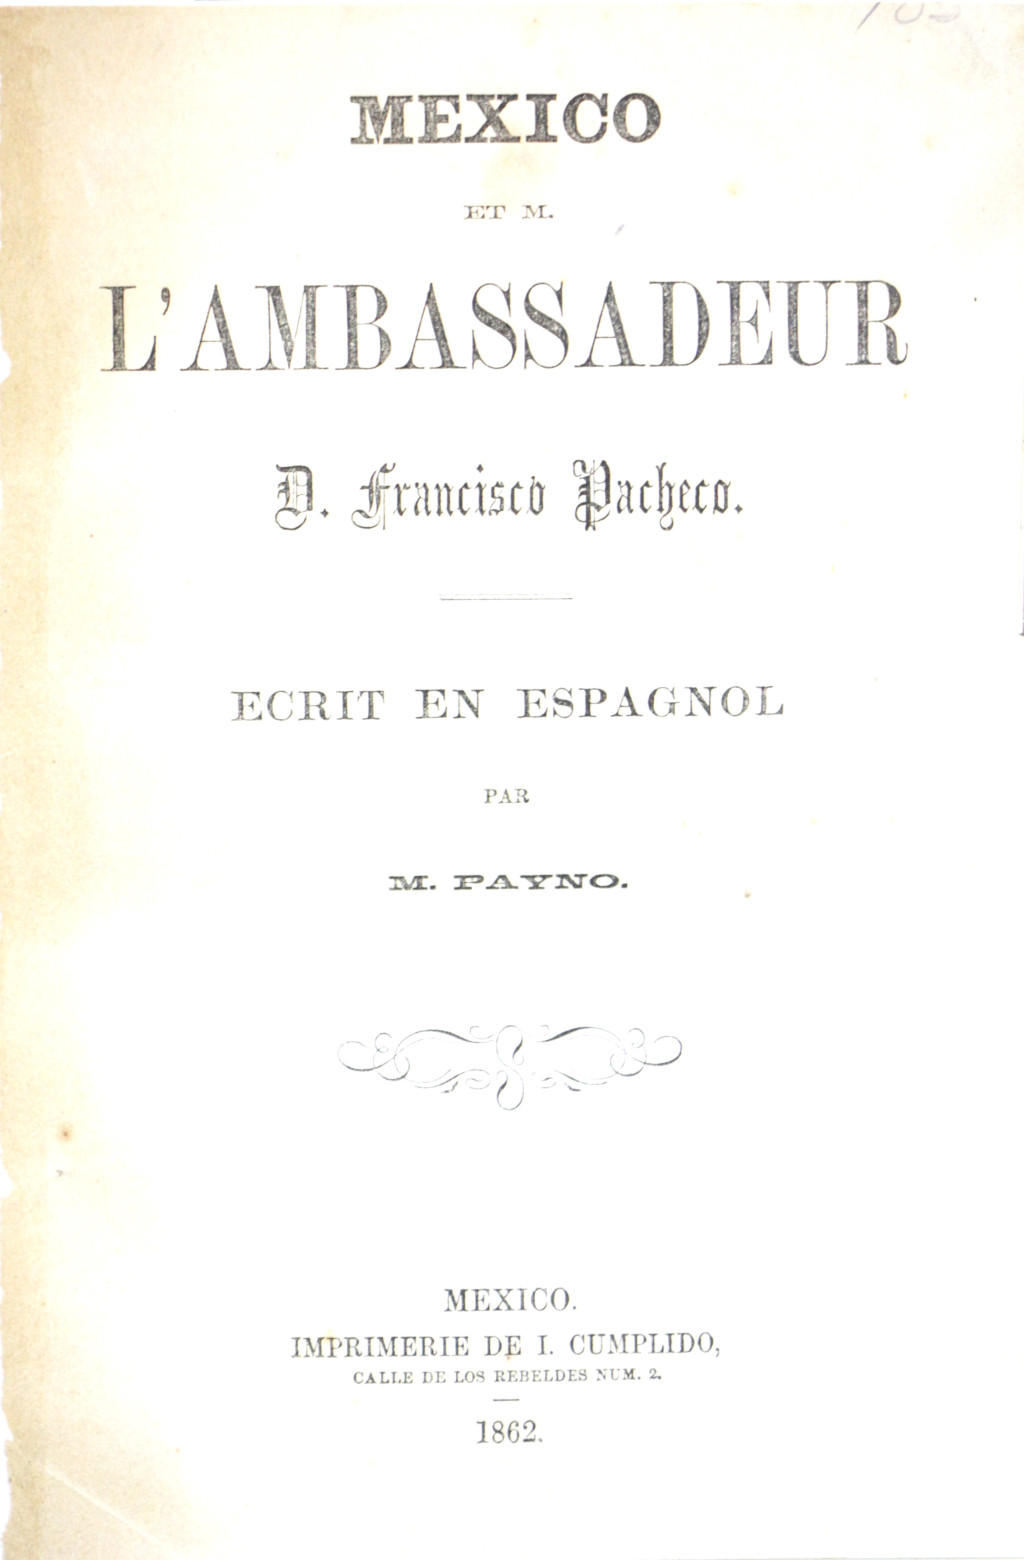 MEXICO
ET M.
L'AMBASSADEUR
D. Francisco Pacheco.
ECRIT EN ESPAGNOL
PAR
M. PAYNO.
MEXICO.
IMPRIMERIE DE I. CUMPLIDO,
CALLE DE LOS REBELDES NUM. 2.
1862.